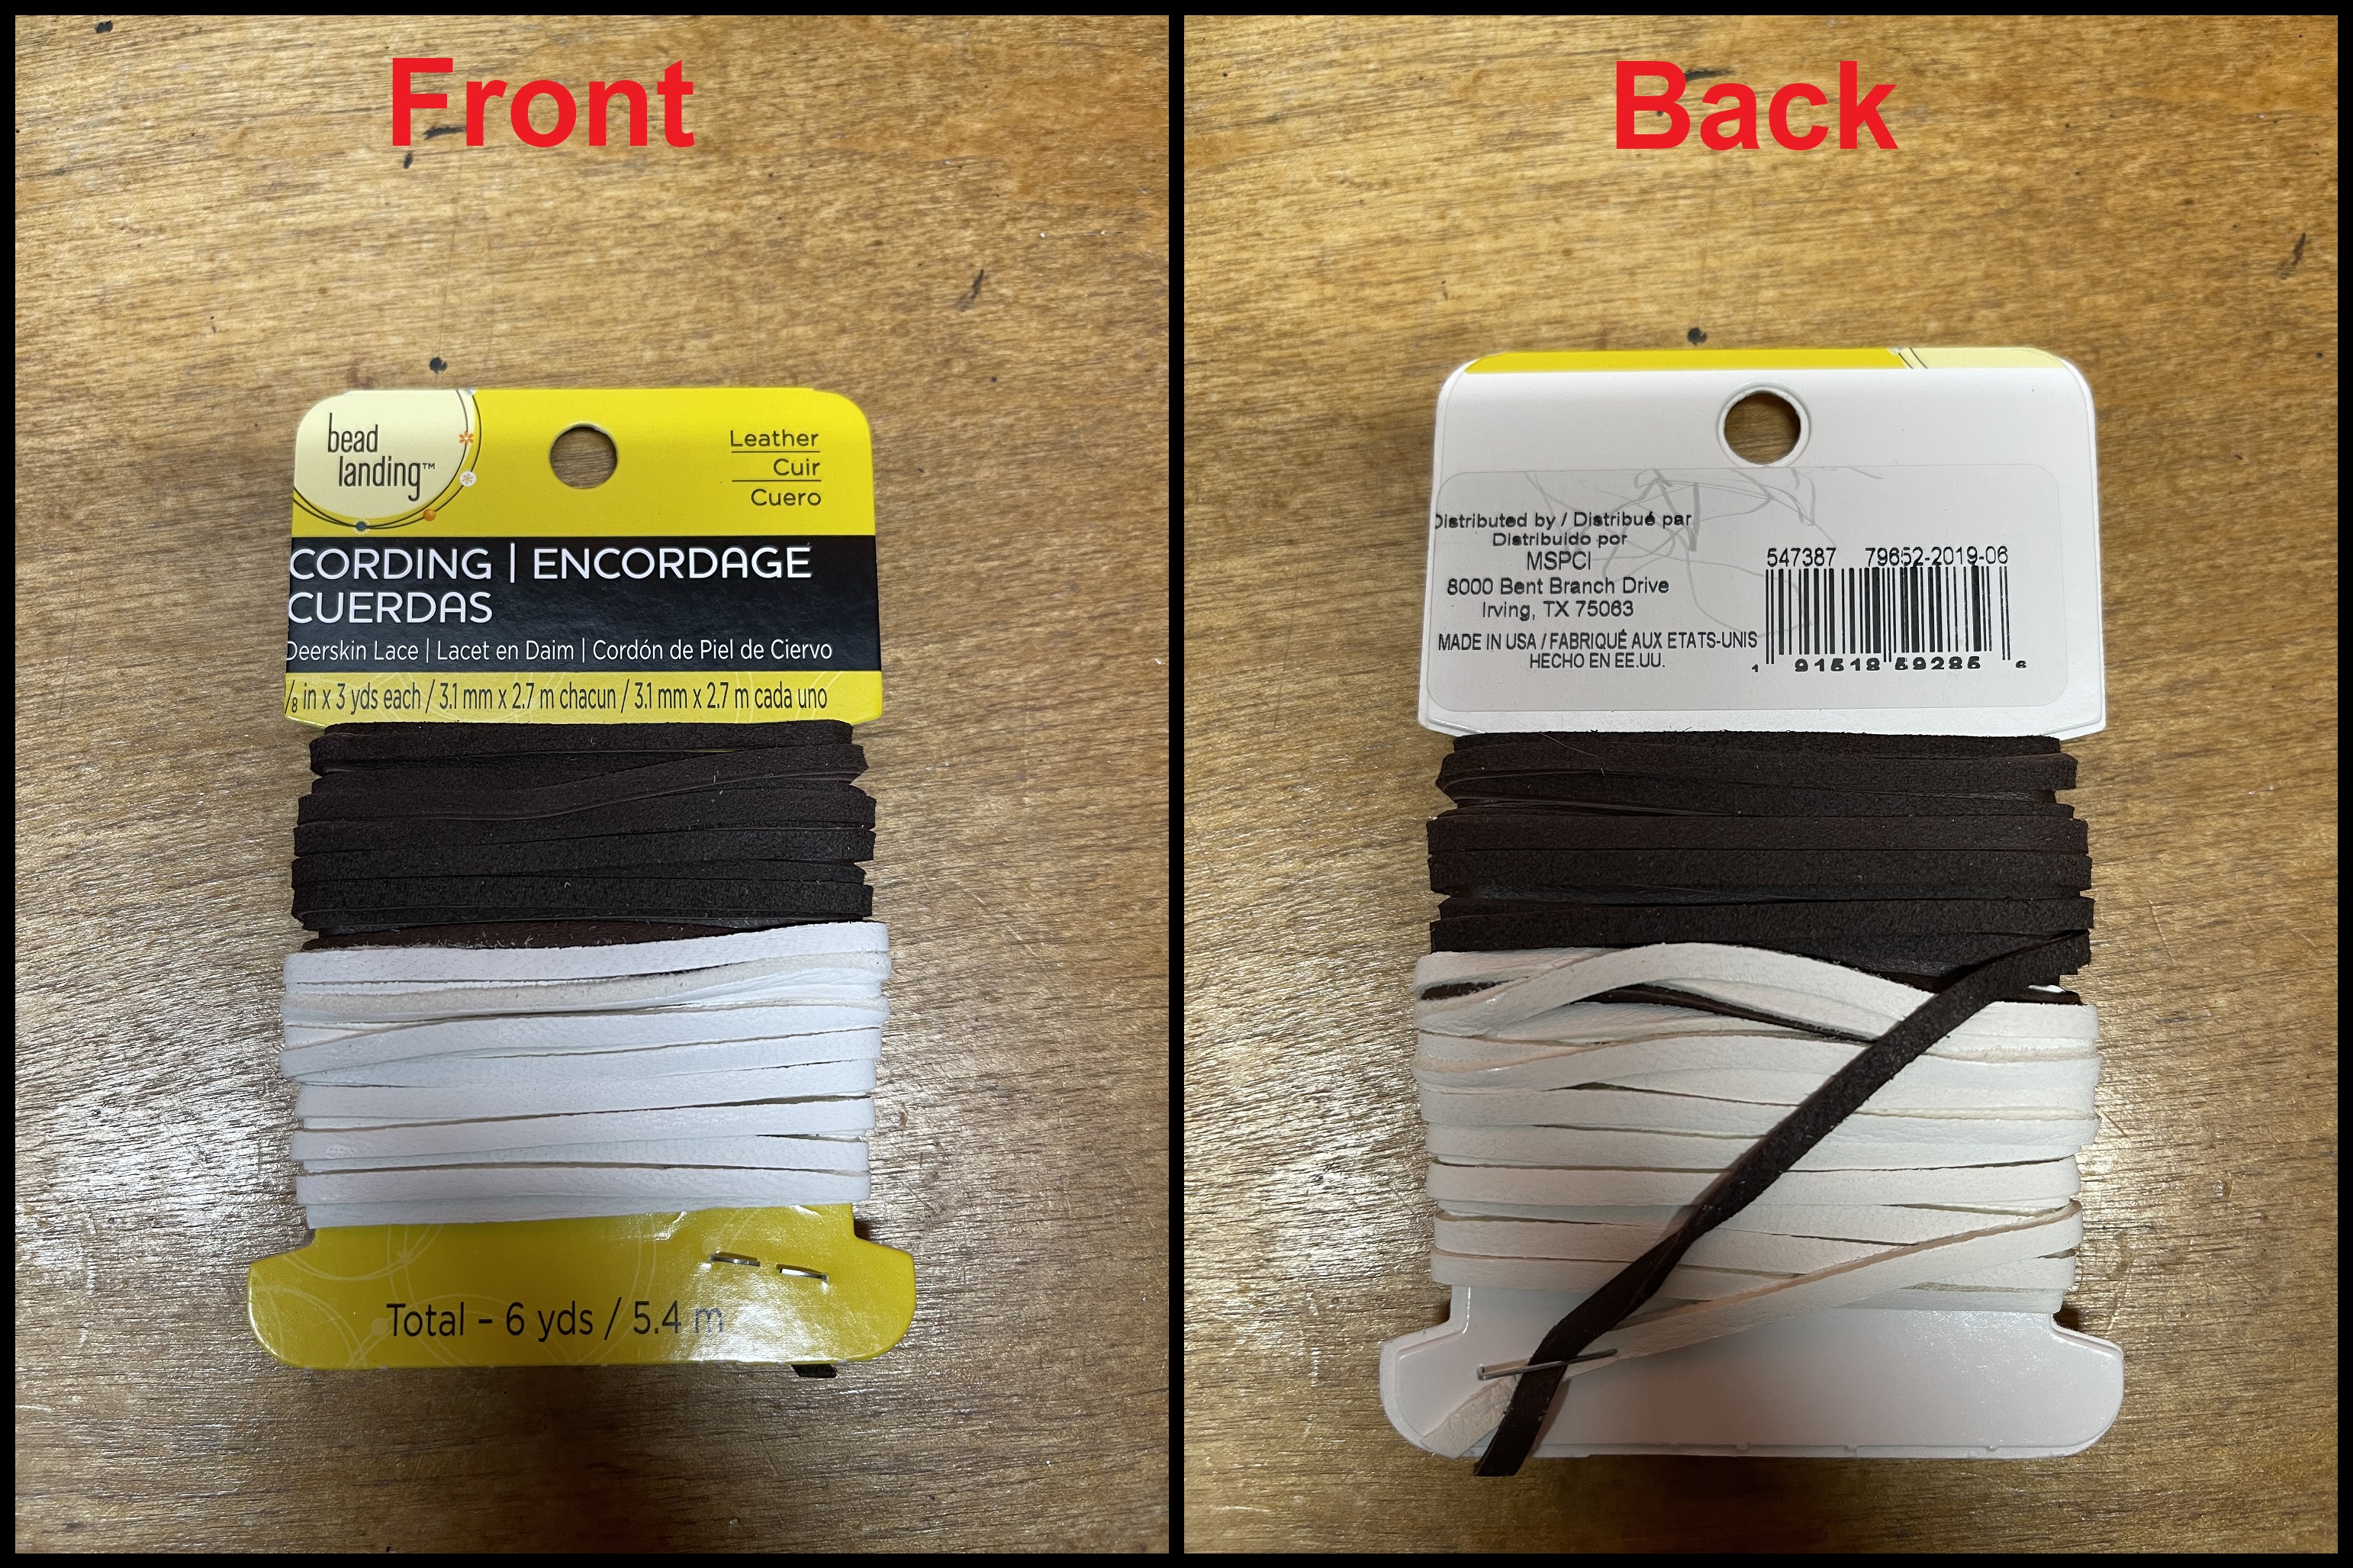 Front
bead
landing™
Leather
Cuir
Cuero
CORDING | ENCORDAGE
CUERDAS
Deerskin Lace | Lacet en Daim | Cordón de Piel de Ciervo
/8 in x 3 yds each / 3.1 mm x 2.7 m chacun / 3.1 mm x 2.7 m cada uno
Total – 6 yds / 5.4 m
Back
Distributed by / Distribué par
Distribuido por
MSPCI
8000 Bent Branch Drive
Irving, TX 75063
MADE IN USA / FABRIQUÉ AUX ETATS-UNIS
HECHO EN EE.UU.
547387 79652-2019-06
1 91518 59285 6